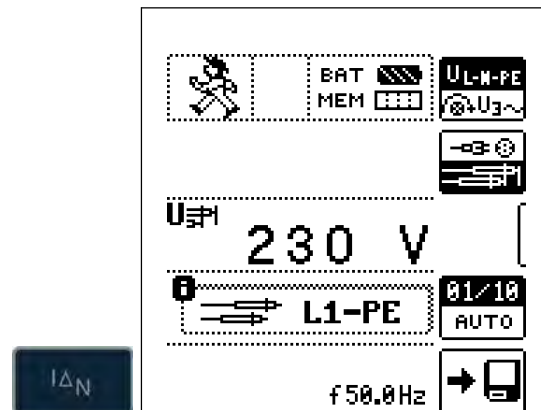 BAT
MEM
UL-N-PE
U3~
U
230 V
L1-PE
01/10
AUTO
f50.0Hz
IΔN